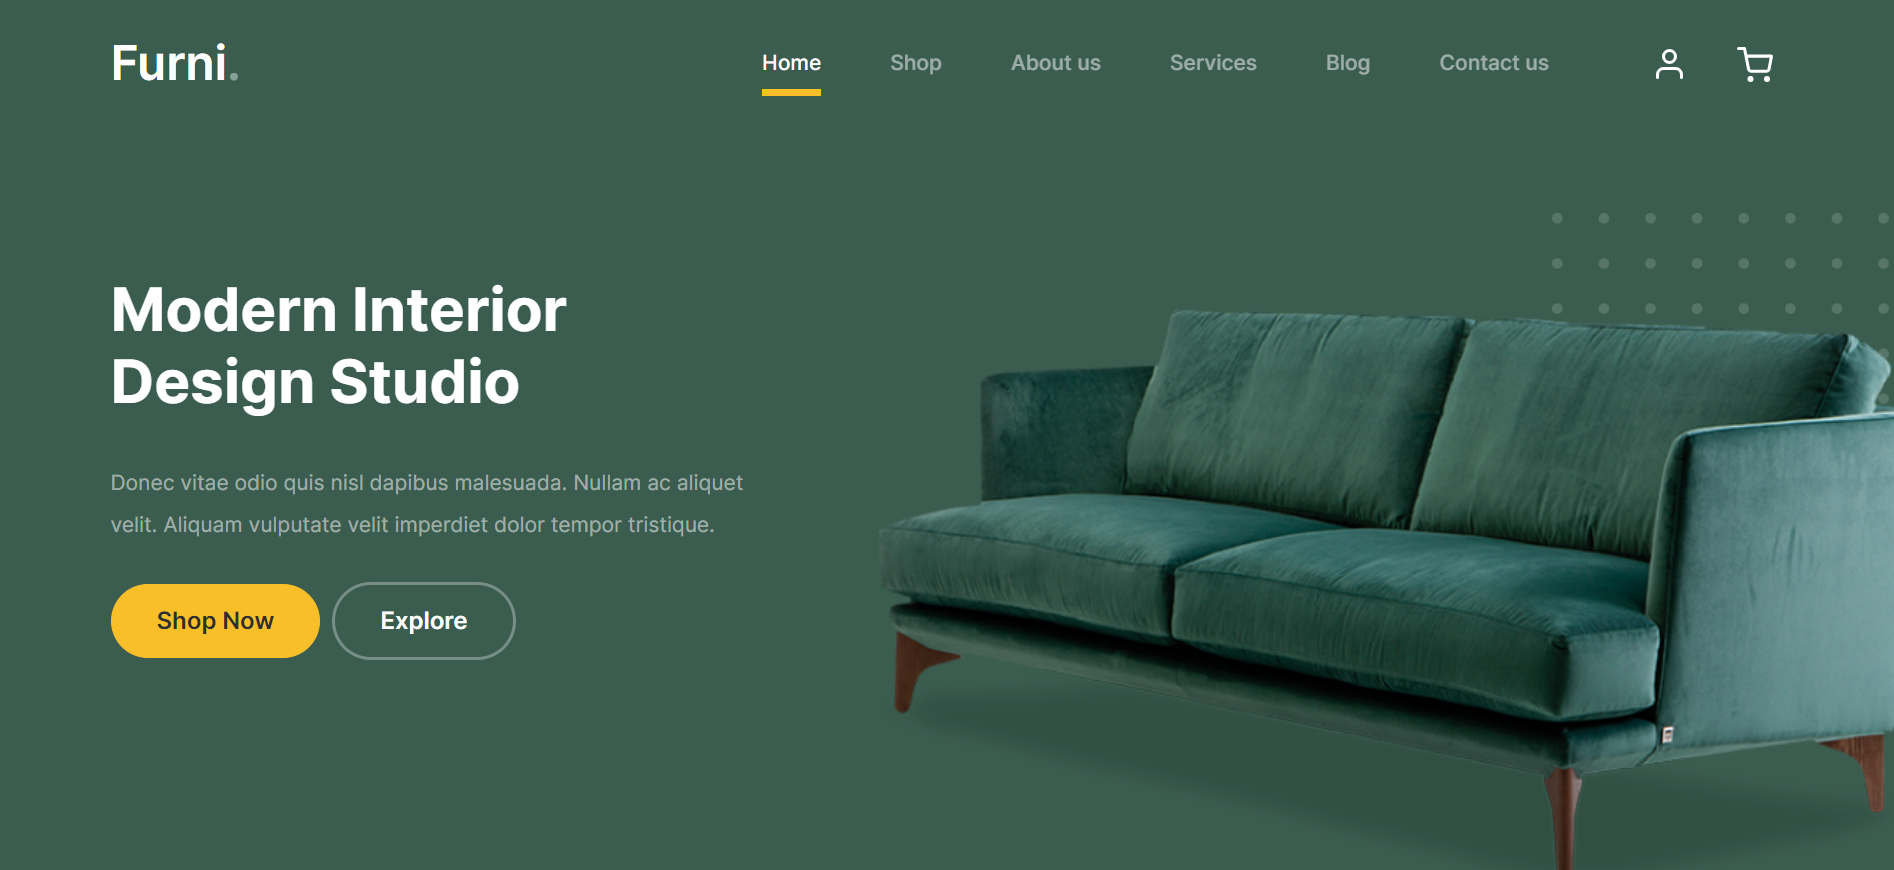 Furni.
Home Shop About us Services Blog Contact us
Modern Interior
Design Studio
Donec vitae odio quis nisl dapibus malesuada. Nullam ac aliquet
velit. Aliquam vulputate velit imperdiet dolor tempor tristique.
Shop Now Explore